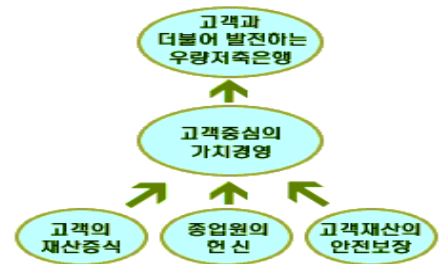 고객과
더불어 발전하는
우량저축은행
고객중심의
가치경영
고객의
재산증식
종업원의
헌 신
고객재산의
안전보장